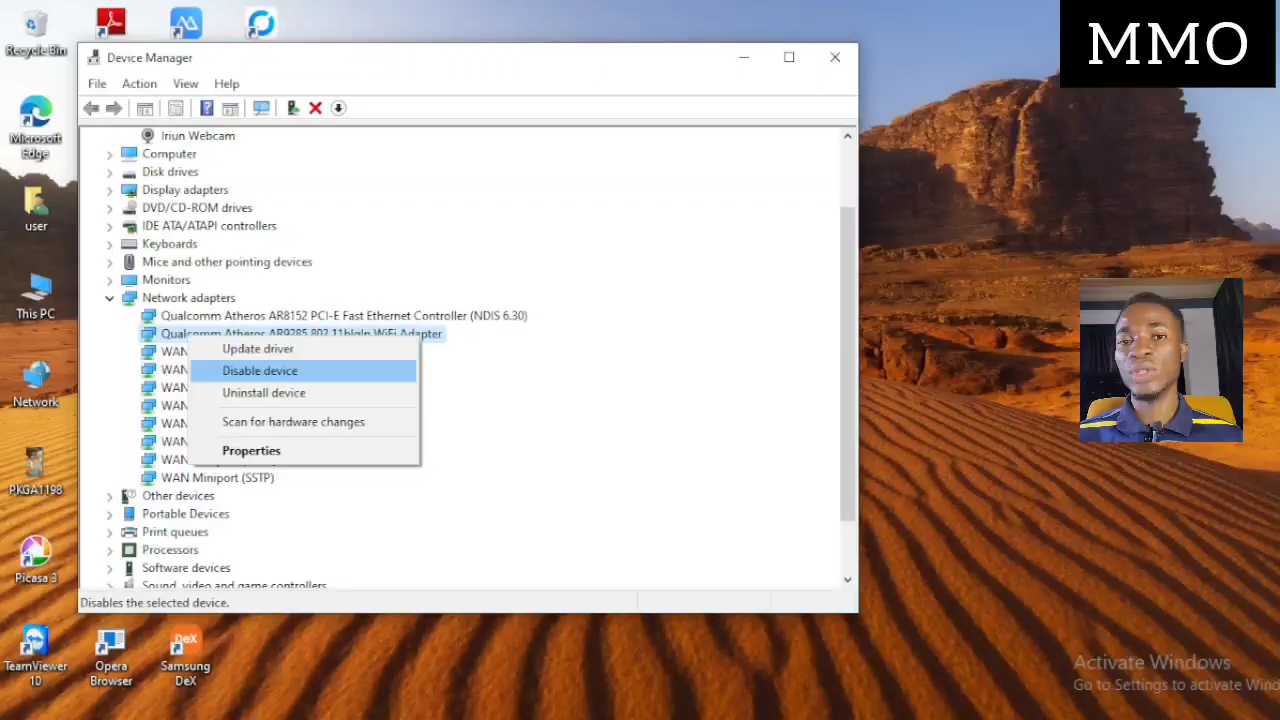 MMO
Recycle Bin
Microsoft
Edge
user
This PC
Network
PKGA1198
Picasa 3
TeamViewer
10
Opera
Browser
Samsung
DeX
DeX
Device Manager
File Action View Help
Iriun Webcam
Computer
Disk drives
Display adapters
DVD/CD-ROM drives
IDE ATA/ATAPI controllers
Keyboards
Mice and other pointing devices
Monitors
Network adapters
Qualcomm Atheros AR8152 PCI-E Fast Ethernet Controller (NDIS 6.30)
Qualcomm Atheros AR9285 802.11b|g|n WiFi Adapter
WAN
WAN
WAN
WAN
WAN
WAN
WAN
WAN Miniport (SSTP)
Update driver
Disable device
Uninstall device
Scan for hardware changes
Properties
Other devices
Portable Devices
Print queues
Processors
Software devices
Sound, video and game controllers
Disables the selected device.
Activate Windows
Go to Settings to activate Wind